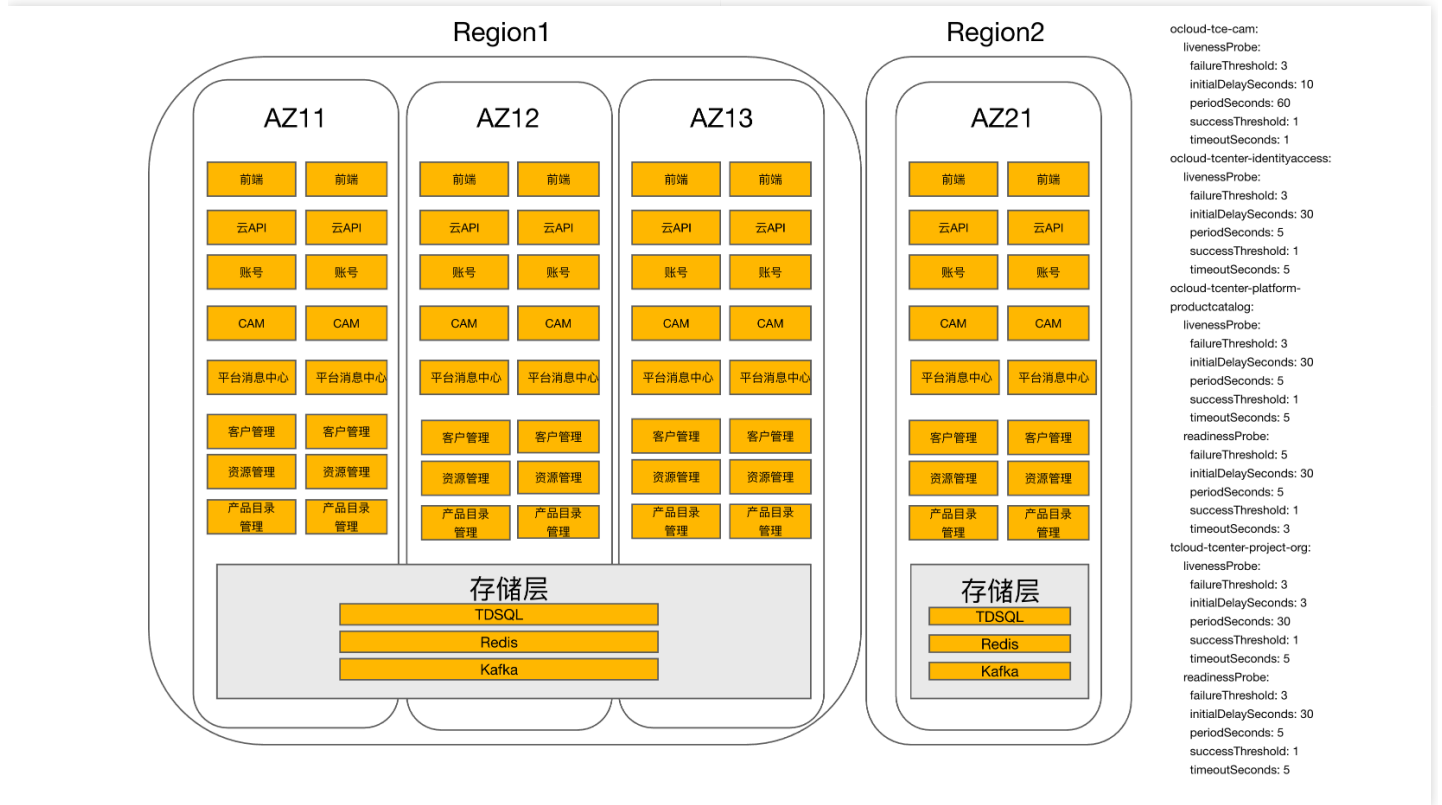 Region1
AZ11
前端
前端
云API
云API
账号
账号
CAM
CAM
平台消息中心
平台消息中心
客户管理
客户管理
资源管理
资源管理
产品目录
管理
产品目录
管理
AZ12
前端
前端
云API
云API
账号
账号
CAM
CAM
平台消息中心
平台消息中心
客户管理
客户管理
资源管理
资源管理
产品目录
管理
产品目录
管理
AZ13
前端
前端
云API
云API
账号
账号
CAM
CAM
平台消息中心
平台消息中心
客户管理
客户管理
资源管理
资源管理
产品目录
管理
产品目录
管理
存储层
TDSQL
Redis
Kafka
Region2
AZ21
前端
前端
云API
云API
账号
账号
CAM
CAM
平台消息中心
平台消息中心
客户管理
客户管理
资源管理
资源管理
产品目录
管理
产品目录
管理
存储层
TDSQL
Redis
Kafka
ocloud-tce-cam:
livenessProbe:
failureThreshold: 3
initialDelaySeconds: 10
periodSeconds: 60
successThreshold: 1
timeoutSeconds: 1
ocloud-tcenter-identityaccess:
livenessProbe:
failureThreshold: 3
initialDelaySeconds: 30
periodSeconds: 5
successThreshold: 1
timeoutSeconds: 5
ocloud-tcenter-platform-
productcatalog:
livenessProbe:
failureThreshold: 3
initialDelaySeconds: 30
periodSeconds: 5
successThreshold: 1
timeoutSeconds: 5
readinessProbe:
failureThreshold: 5
initialDelaySeconds: 30
periodSeconds: 5
successThreshold: 1
timeoutSeconds: 3
tcloud-tcenter-project-org:
livenessProbe:
failureThreshold: 3
initialDelaySeconds: 3
periodSeconds: 30
successThreshold: 1
timeoutSeconds: 5
readinessProbe:
failureThreshold: 3
initialDelaySeconds: 30
periodSeconds: 5
successThreshold: 1
timeoutSeconds: 5